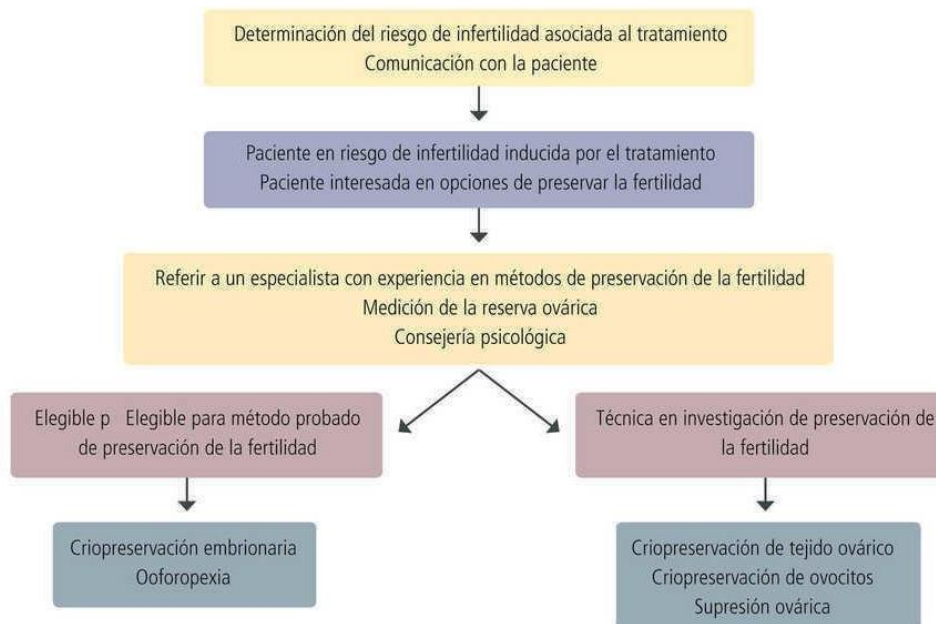 Determinación del riesgo de infertilidad asociada al tratamiento
Comunicación con la paciente
Paciente en riesgo de infertilidad inducida por el tratamiento
Paciente interesada en opciones de preservar la fertilidad
Referir a un especialista con experiencia en métodos de preservación de la fertilidad
Medición de la reserva ovárica
Consejería psicológica
Elegible p Elegible para método probado
de preservación de la fertilidad
Técnica en investigación de preservación de
la fertilidad
Criopreservación embrionaria
Ooforopexia
Criopreservación de tejido ovárico
Criopreservación de ovocitos
Supresión ovárica